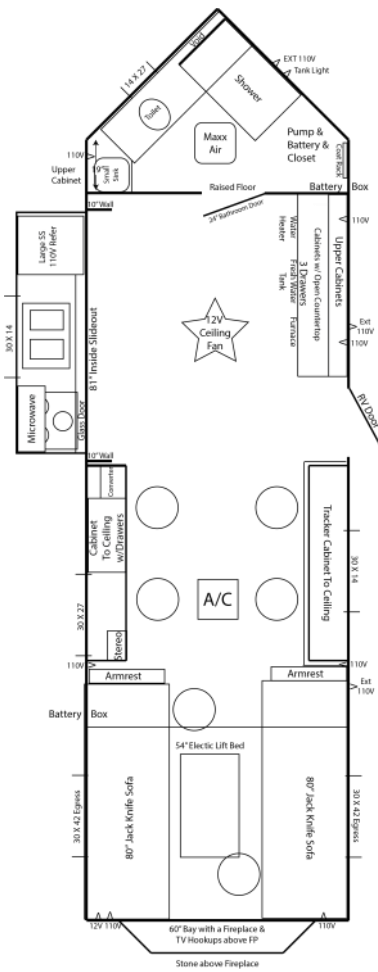 Void
14 X 27
EXT 110V
Tank Light
Shower
Toilet
Maxx
Air
Pump &
Battery &
Closet
Coat Rack
110V
Upper
Cabinet
19"
Small
Sink
Raised Floor
Battery
Box
10" Wall
24" Bathroom Door
110V
Large SS
110V Refer
Water
Heater
Fresh Water
Tank
Furnace
3 Drawers
Cabinets w/ Open Countertop
Upper Cabinets
30 X 14
81" Inside Slideout
12V
Ceiling
Fan
Ext
110V
110V
RV Door
Microwave
Glass Door
10" Wall
Converter
Cabinet
To Ceiling
w/Drawers
Tracker Cabinet To Ceiling
30 X 14
30 X 27
A/C
Stereo
110V
110V
Armrest
Armrest
Ext
110V
Battery
Box
54" Electic Lift Bed
30 X 42 Egress
80" Jack Knife Sofa
80" Jack Knife Sofa
30 X 42 Egress
12V
110V
60" Bay with a Fireplace &
TV Hookups above FP
110V
Stone above Fireplace